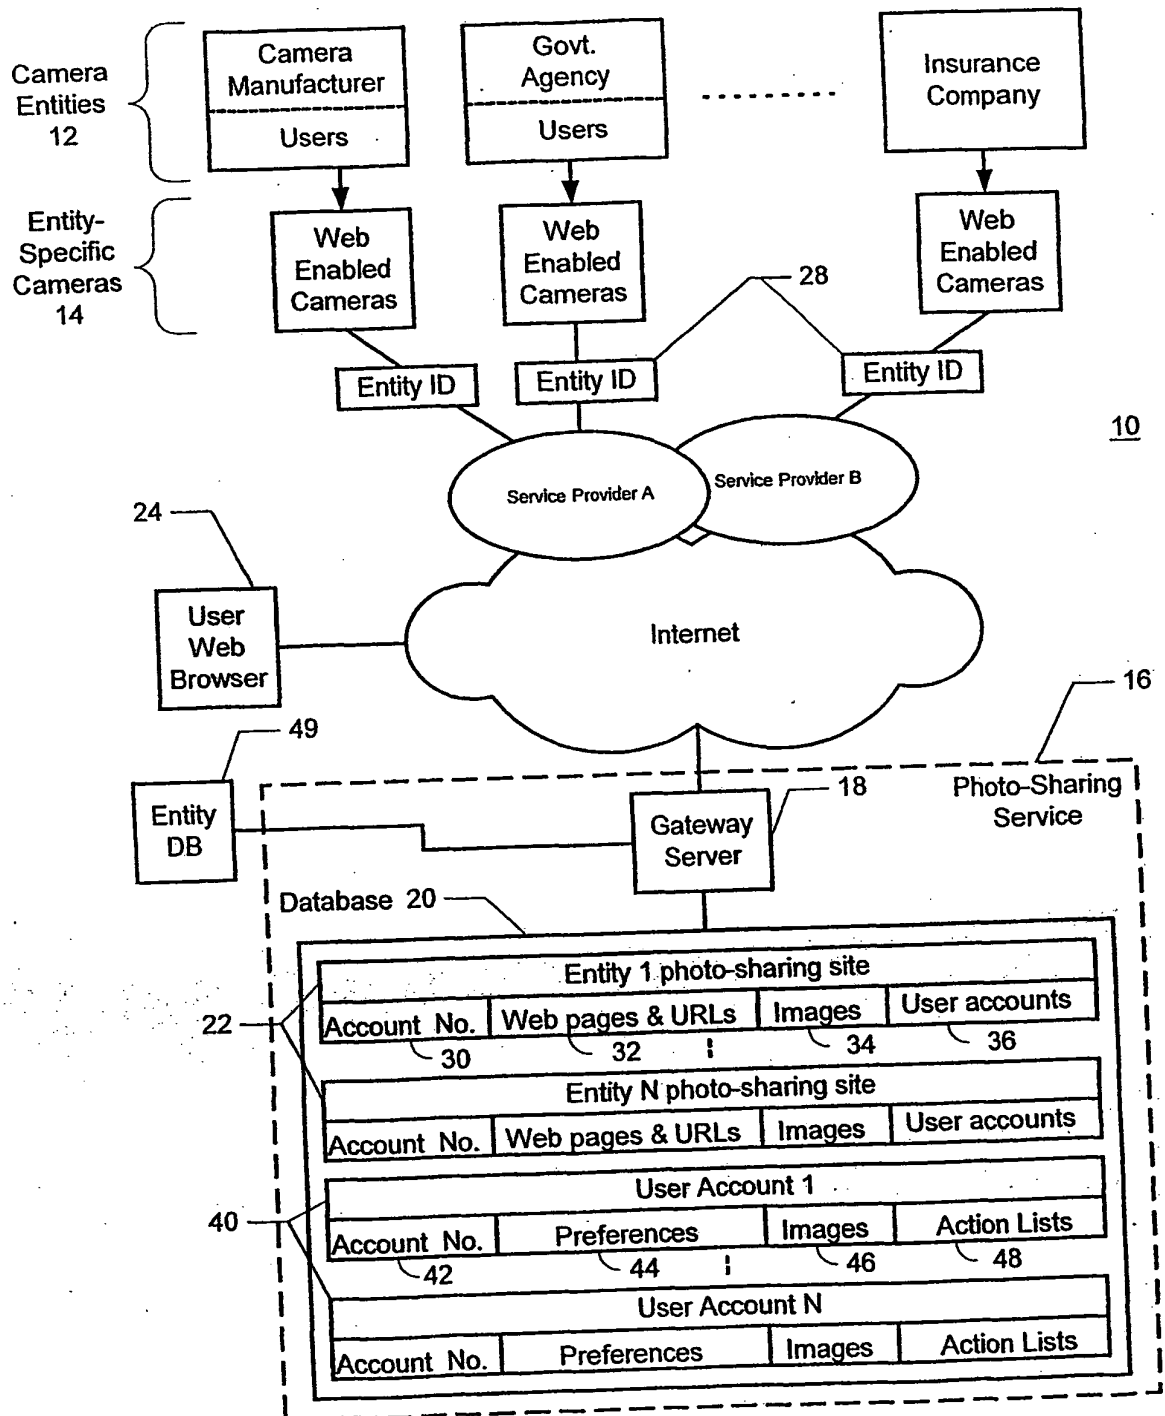 Camera
Entities
12
Camera
Manufacturer
Users
Govt.
Agency
Users
Insurance
Company
Entity-
Specific
Cameras
14
Web
Enabled
Cameras
Web
Enabled
Cameras
Web
Enabled
Cameras
28
Entity ID
Entity ID
Entity ID
10
Service Provider A
Service Provider B
24
User
Web
Browser
Internet
16
49
Entity
DB
18
Gateway
Server
Photo-Sharing
Service
Database 20
22
Entity 1 photo-sharing site
Account No.
Web pages & URLs
Images
User accounts
30
32
34
36
Entity N photo-sharing site
Account No.
Web pages & URLs
Images
User accounts
40
User Account 1
Account No.
Preferences
Images
Action Lists
42
44
46
48
User Account N
Account No.
Preferences
Images
Action Lists